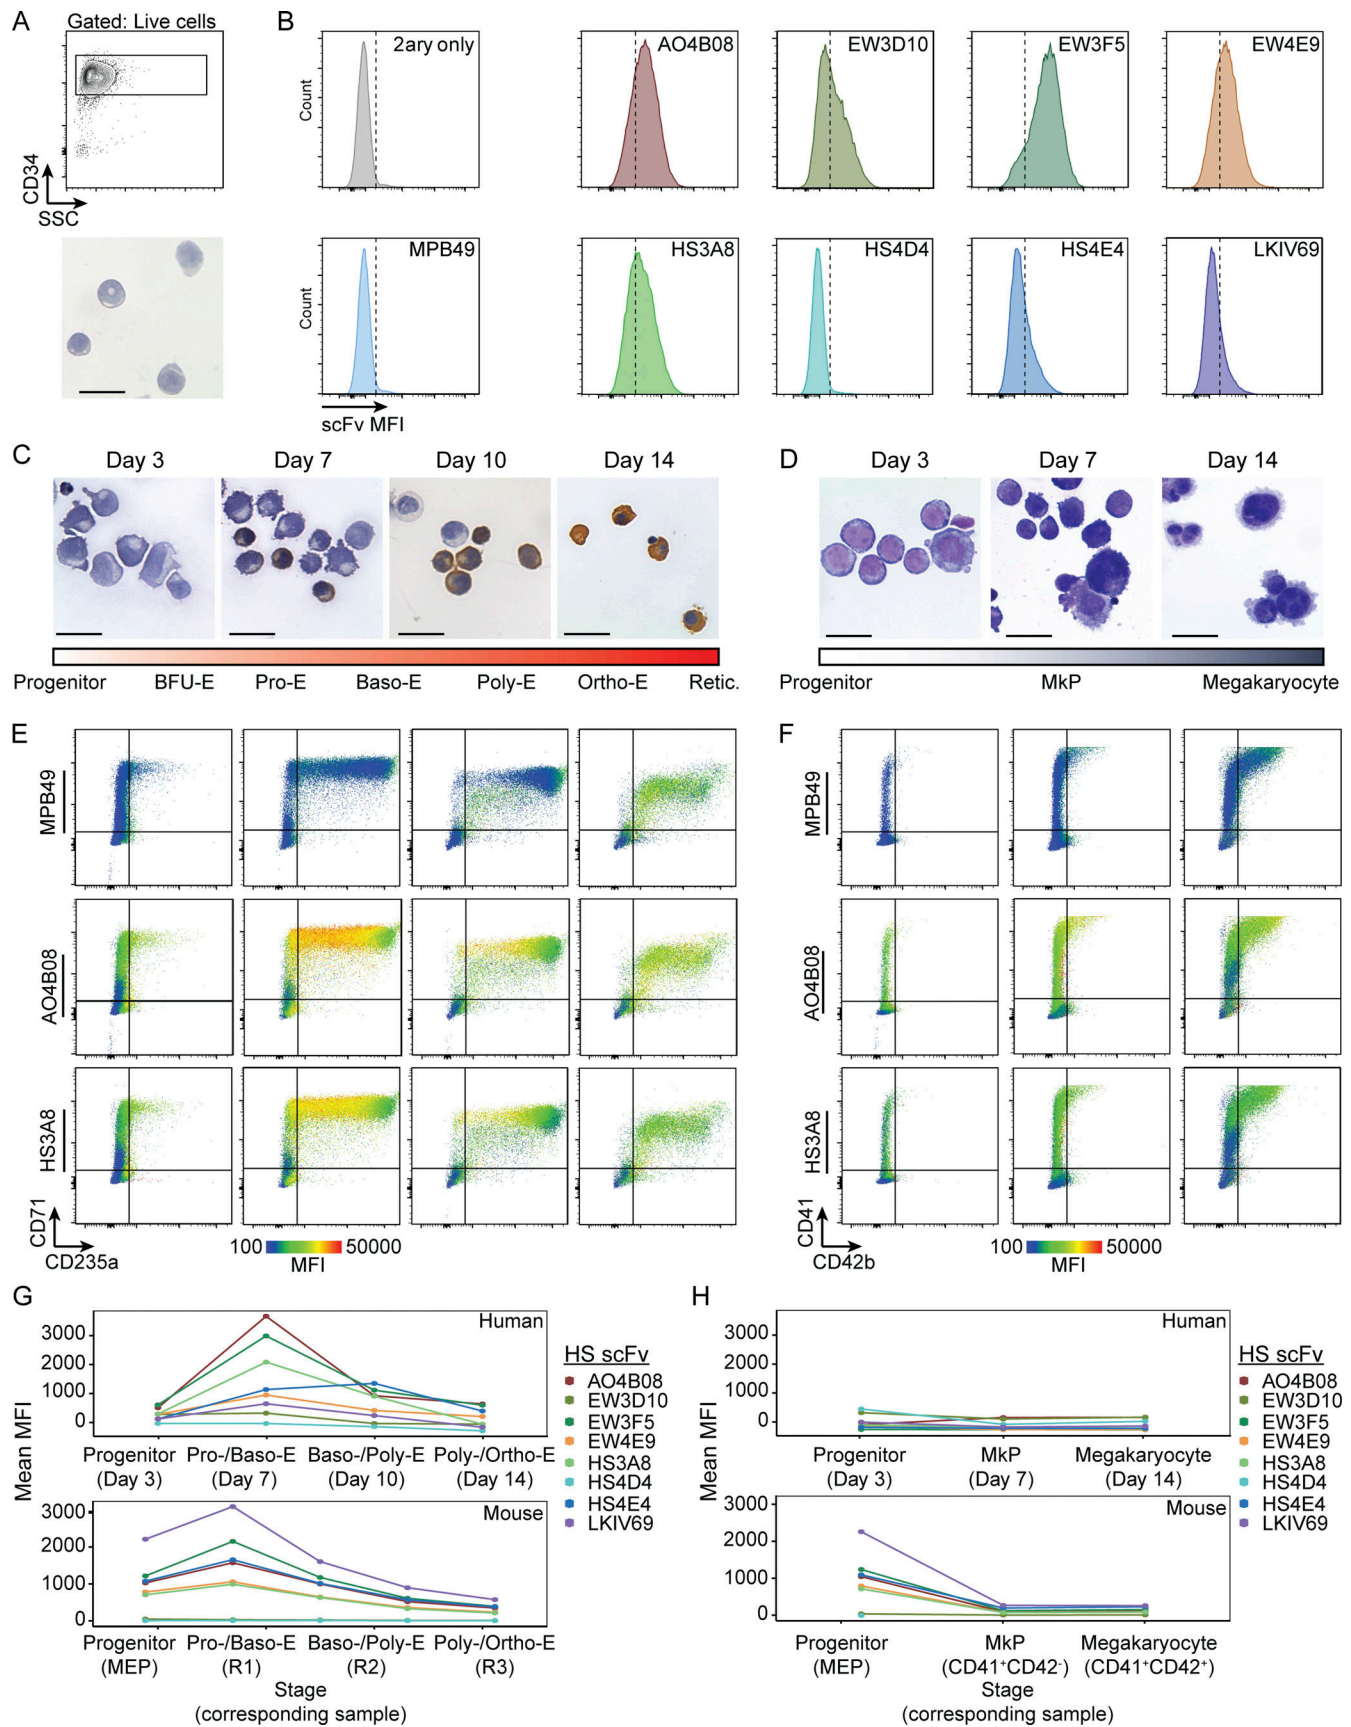 A
Gated: Live cells
CD34
SSC
B
2ary only
AO4B08
EW3D10
EW3F5
EW4E9
Count
MPB49
HS3A8
HS4D4
HS4E4
LKIV69
Count
scFv MFI
C
Day 3
Day 7
Day 10
Day 14
Progenitor
BFU-E
Pro-E
Baso-E
Poly-E
Ortho-E
Retic.
D
Day 3
Day 7
Day 14
Progenitor
MkP
Megakaryocyte
E
MPB49
AO4B08
HS3A8
CD71
CD235a
100
50000
MFI
F
MPB49
AO4B08
HS3A8
CD41
CD42b
100
50000
MFI
G
Human
3000
2000
1000
0
Progenitor
(Day 3)
Pro-/Baso-E
(Day 7)
Baso-/Poly-E
(Day 10)
Poly-/Ortho-E
(Day 14)
Mean MFI
Mouse
3000
2000
1000
0
Progenitor
(MEP)
Pro-/Baso-E
(R1)
Baso-/Poly-E
(R2)
Poly-/Ortho-E
(R3)
Stage
(corresponding sample)
HS scFv
AO4B08
EW3D10
EW3F5
EW4E9
HS3A8
HS4D4
HS4E4
LKIV69
H
Human
3000
2000
1000
0
Progenitor
(Day 3)
MkP
(Day 7)
Megakaryocyte
(Day 14)
Mean MFI
Mouse
3000
2000
1000
0
Progenitor
(MEP)
MkP
(CD41⁺CD42⁻)
Megakaryocyte
(CD41⁺CD42⁺)
Stage
(corresponding sample)
HS scFv
AO4B08
EW3D10
EW3F5
EW4E9
HS3A8
HS4D4
HS4E4
LKIV69